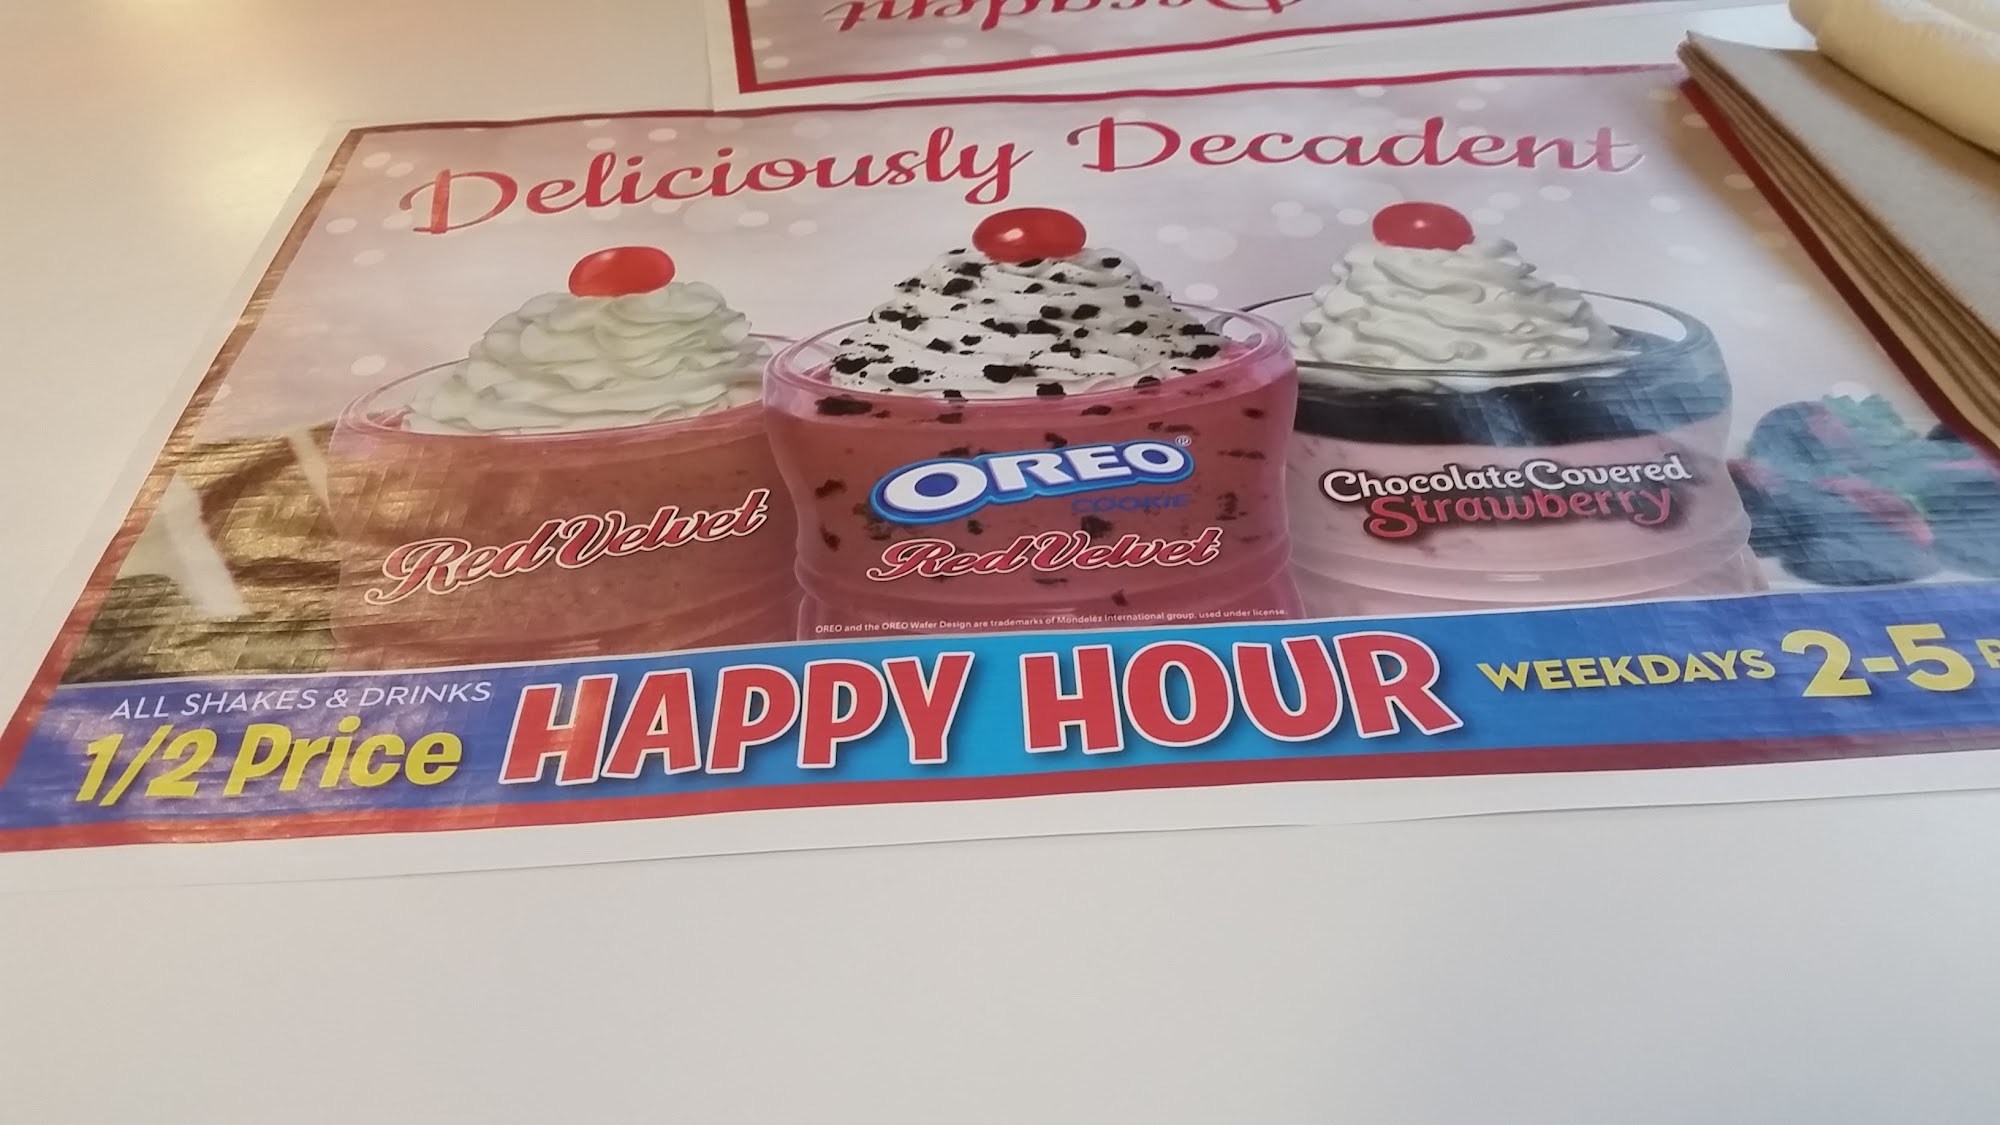 Decadent
Deliciously Decadent
Red Velvet
OREO®
COOKIE
Red Velvet
Chocolate Covered
Strawberry
OREO and the OREO Wafer Design are trademarks of Mondelēz International group, used under license.
ALL SHAKES & DRINKS
1/2 Price
HAPPY HOUR
WEEKDAYS 2-5 P